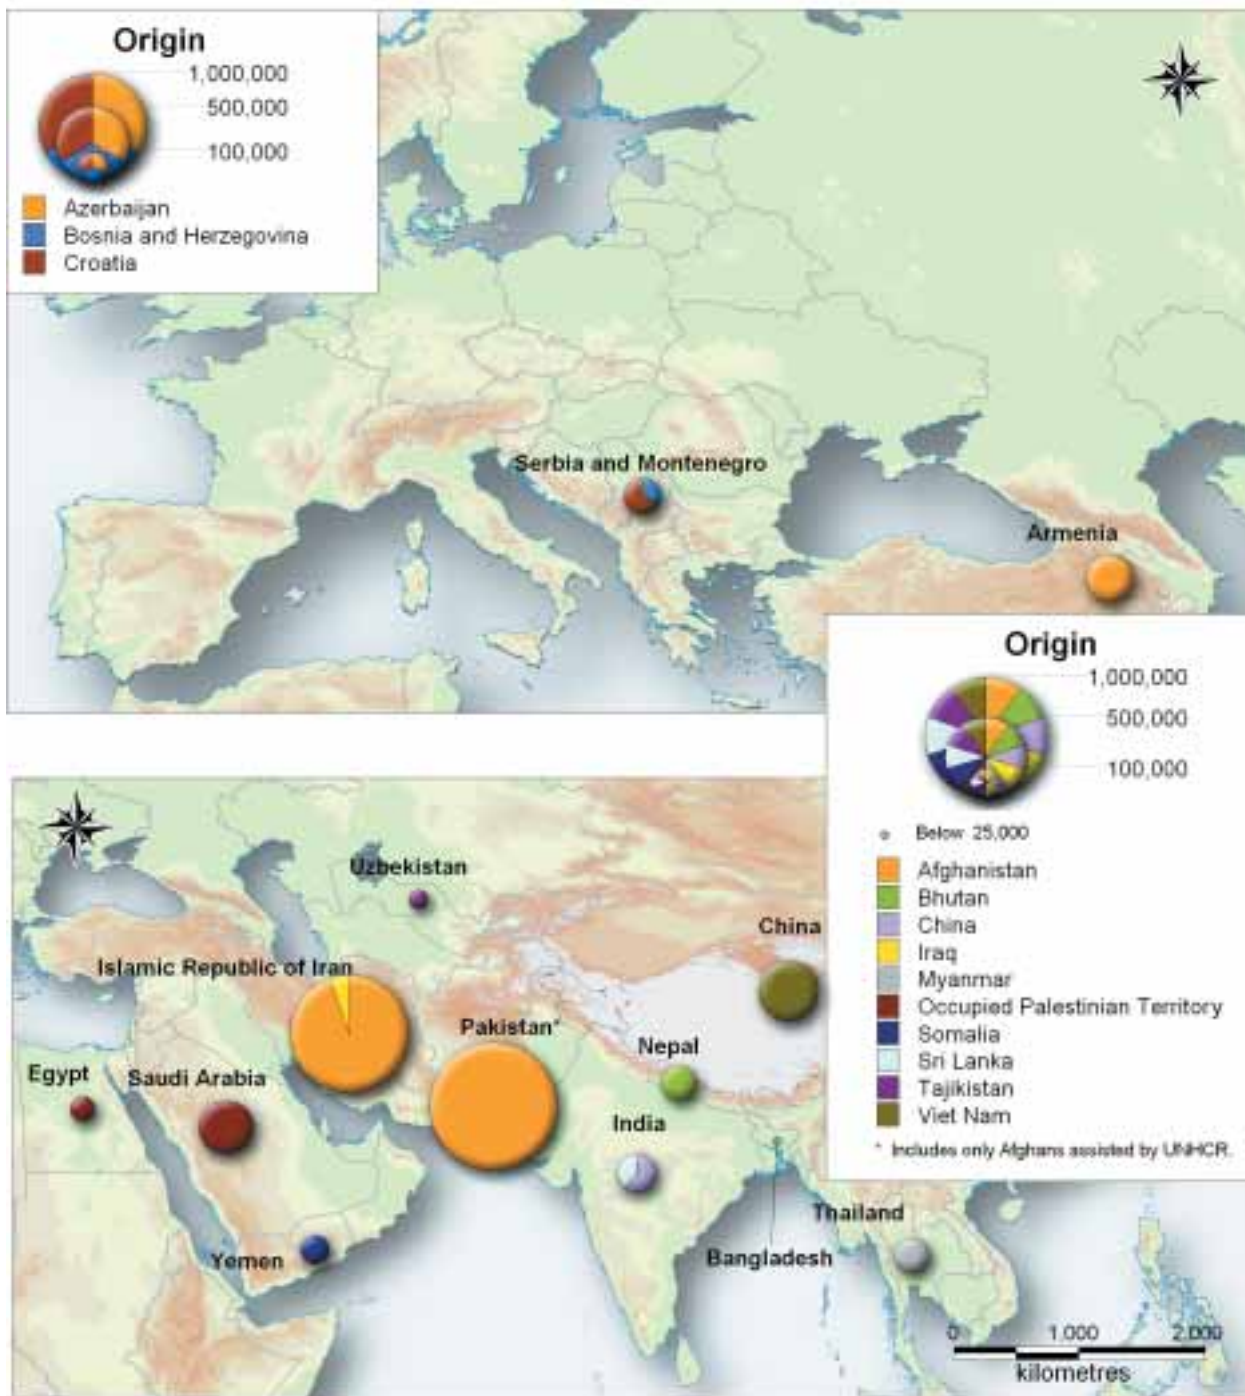 Origin
1,000,000
500,000
100,000
Azerbaijan
Bosnia and Herzegovina
Croatia
Serbia and Montenegro
Armenia
Origin
1,000,000
500,000
100,000
Below 25,000
Afghanistan
Bhutan
China
Iraq
Myanmar
Occupied Palestinian Territory
Somalia
Sri Lanka
Tajikistan
Viet Nam
* Includes only Afghans assisted by UNHCR.
Uzbekistan
China
Islamic Republic of Iran
Pakistan*
Nepal
Egypt
Saudi Arabia
India
Thailand
Yemen
Bangladesh
0 1,000 2,000
kilometres